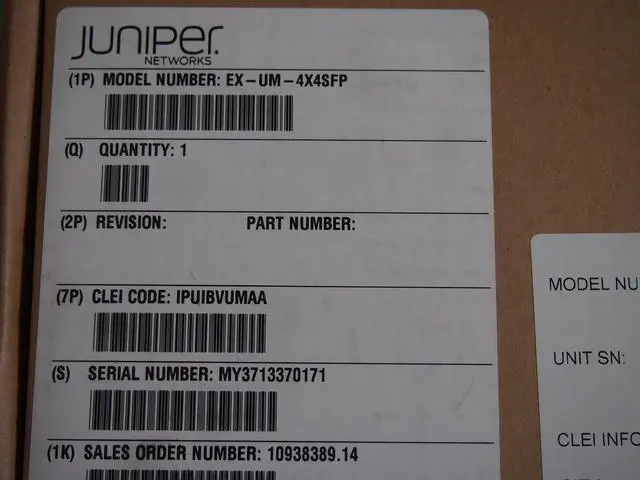 JUNIPER
NETWORKS
(1P) MODEL NUMBER: EX-UM-4X4SFP
(Q) QUANTITY: 1
(2P) REVISION: PART NUMBER:
(7P) CLEI CODE: IPUIBVUMAA
(S) SERIAL NUMBER: MY3713370171
(1K) SALES ORDER NUMBER: 10938389.14
MODEL NU
UNIT SN:
CLEI INFO